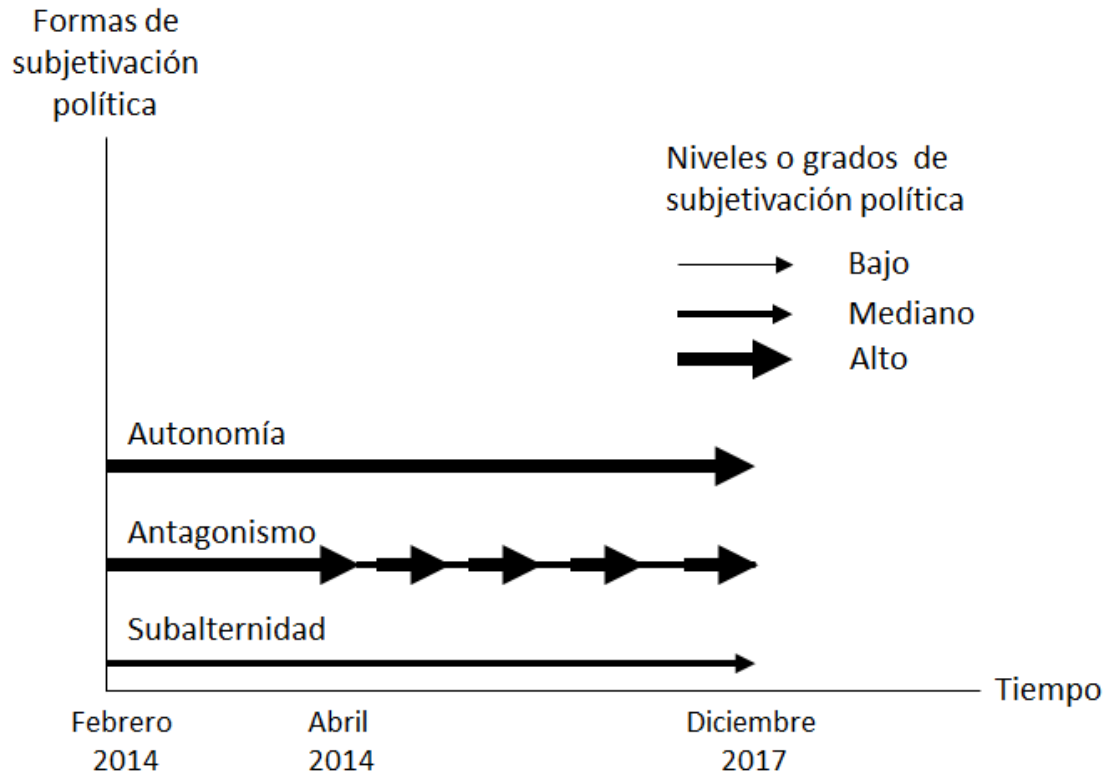 Formas de
subjetivación
política
Niveles o grados de
subjetivación política
Bajo
Mediano
Alto
Autonomía
Antagonismo
Subalternidad
Tiempo
Febrero
2014
Abril
2014
Diciembre
2017